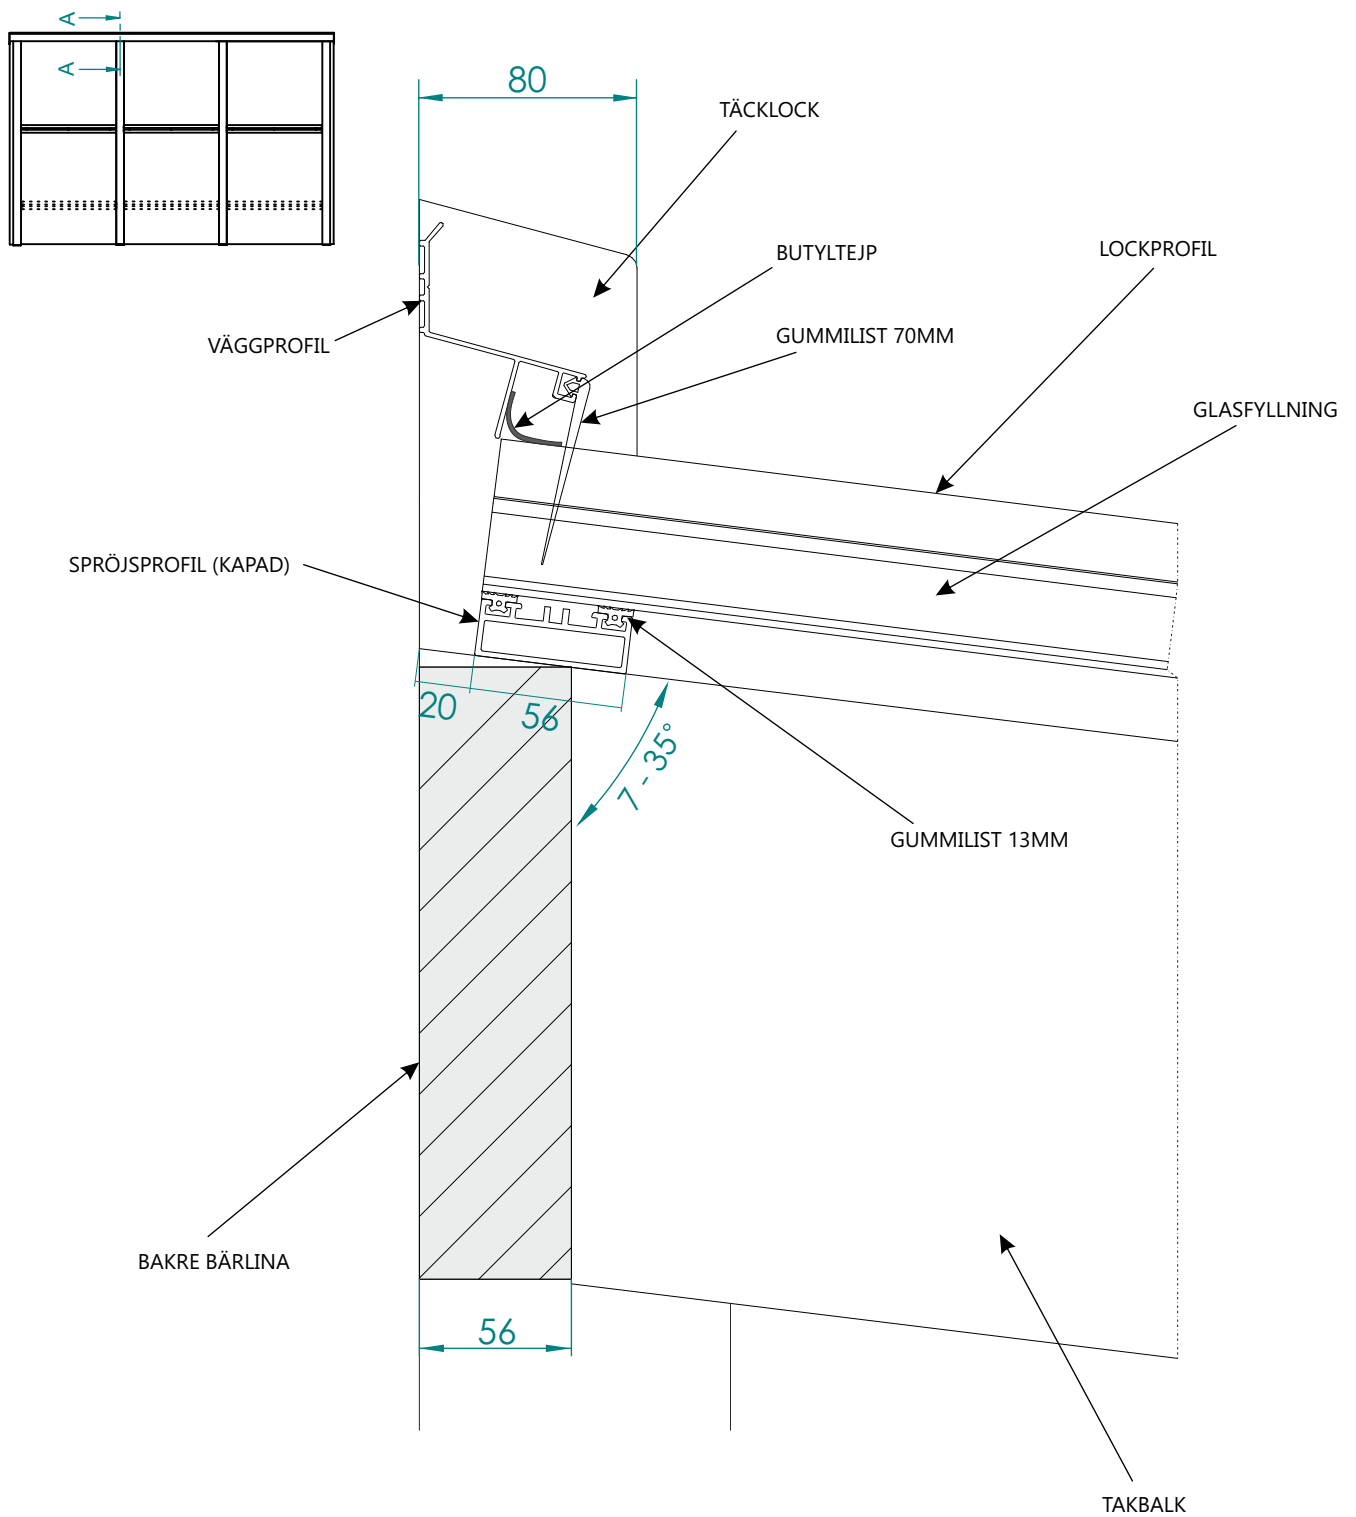 A
A
80
TÄCKLOCK
BUTYLTEJP
LOCKPROFIL
VÄGGPROFIL
GUMMILIST 70MM
GLASFYLLNING
SPRÖJSPROFIL (KAPAD)
20
56
7 - 35°
GUMMILIST 13MM
BAKRE BÄRLINA
56
TAKBALK